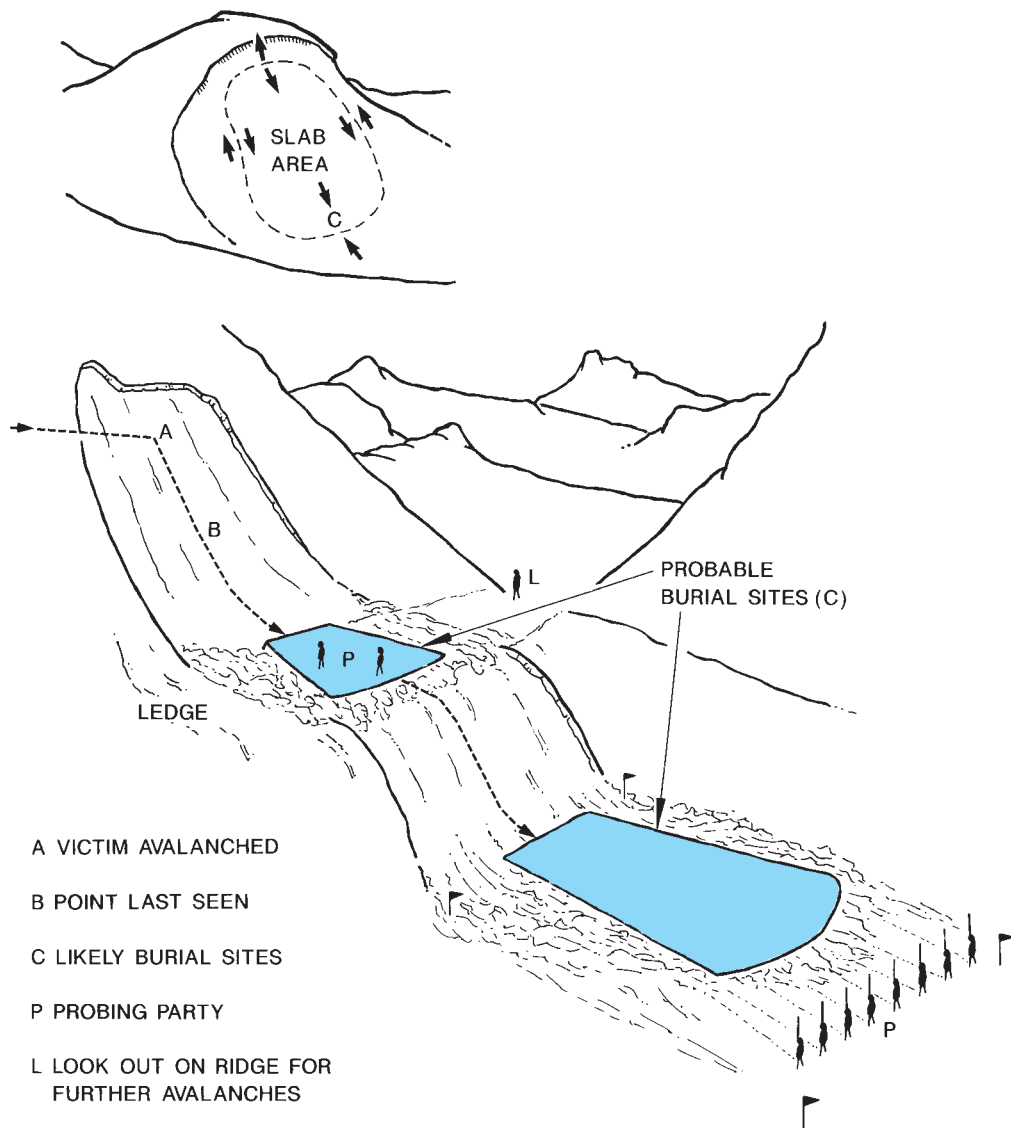 SLAB
AREA
C
A
B
L
PROBABLE
BURIAL SITES (C)
P
LEDGE
A VICTIM AVALANCHED
B POINT LAST SEEN
C LIKELY BURIAL SITES
P PROBING PARTY
P
L LOOK OUT ON RIDGE FOR
FURTHER AVALANCHES